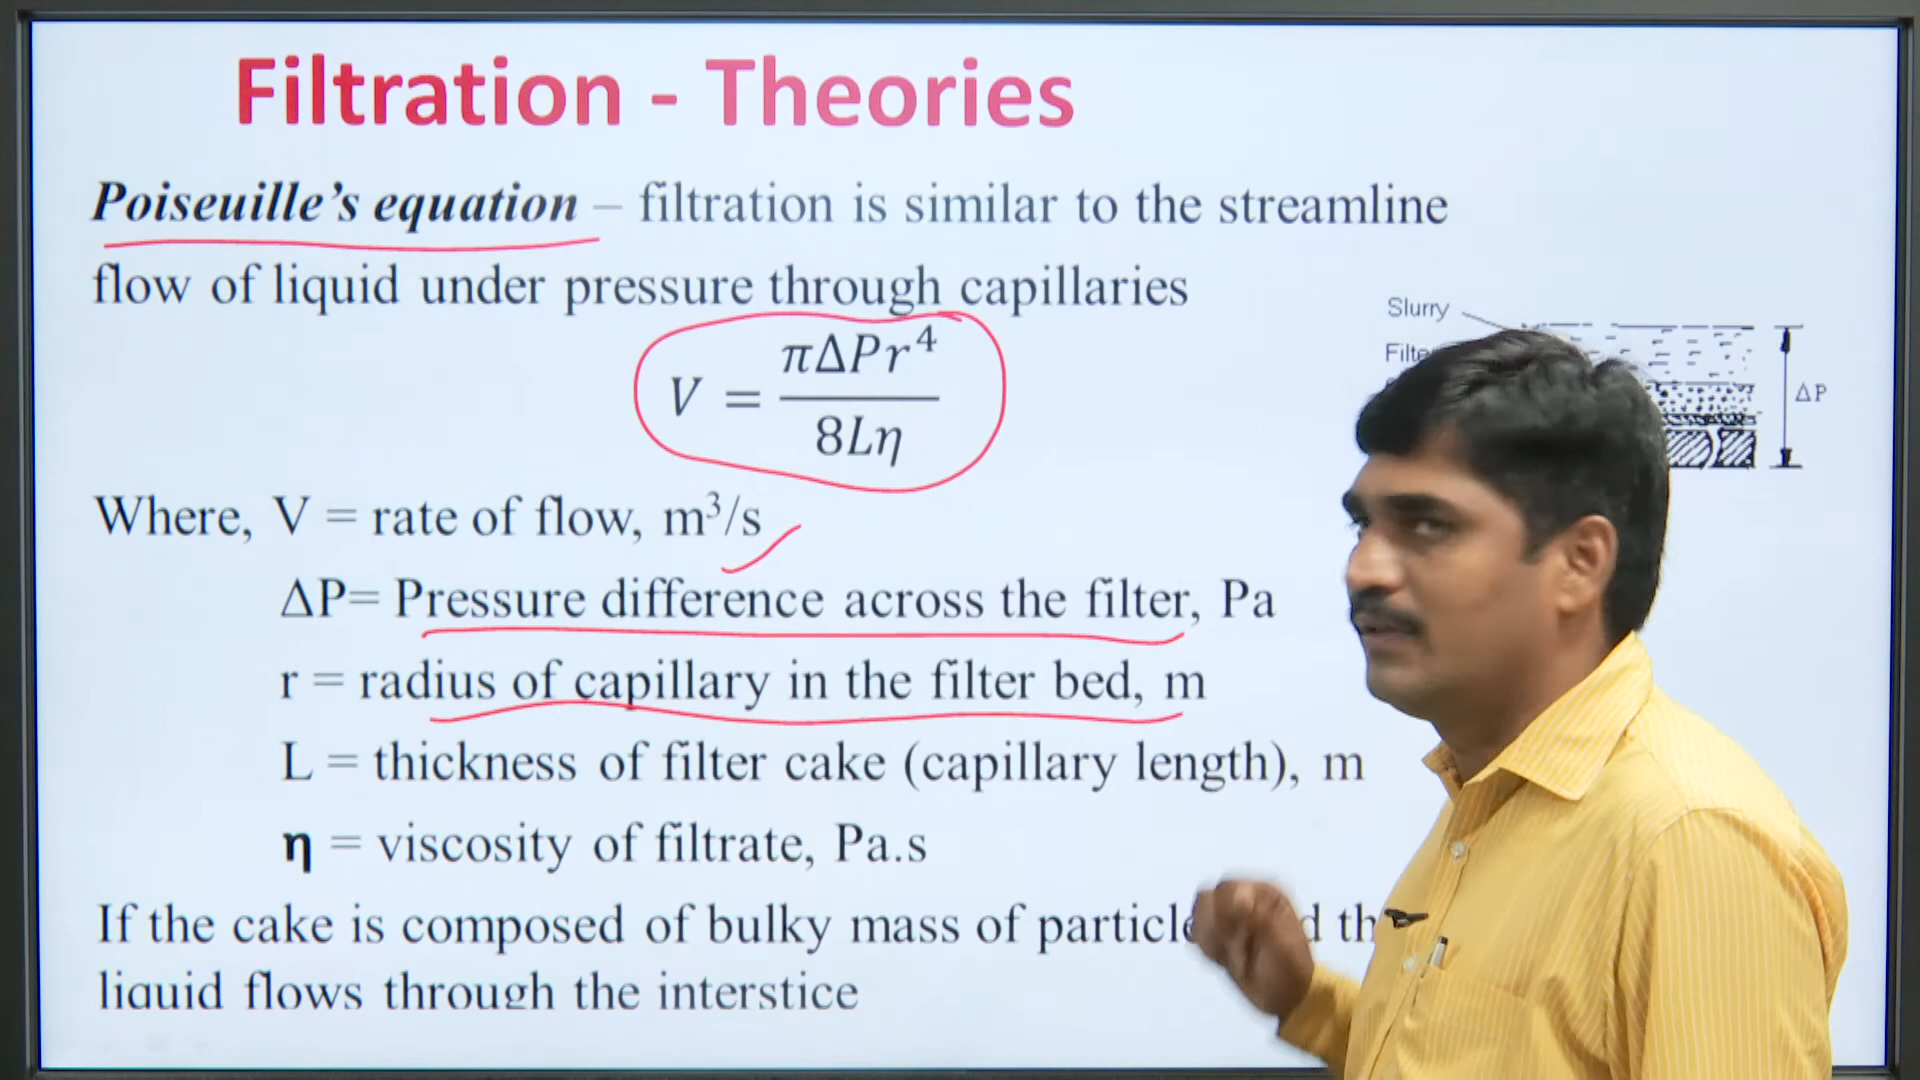 Filtration - Theories
Poiseuille's equation – filtration is similar to the streamline
flow of liquid under pressure through capillaries
V = πΔPr⁴ / 8Lη
Slurry
ΔP
Where, V = rate of flow, m³/s
ΔP= Pressure difference across the filter, Pa
r = radius of capillary in the filter bed, m
L = thickness of filter cake (capillary length), m
η = viscosity of filtrate, Pa.s
If the cake is composed of bulky mass of
liquid flows through the interstice